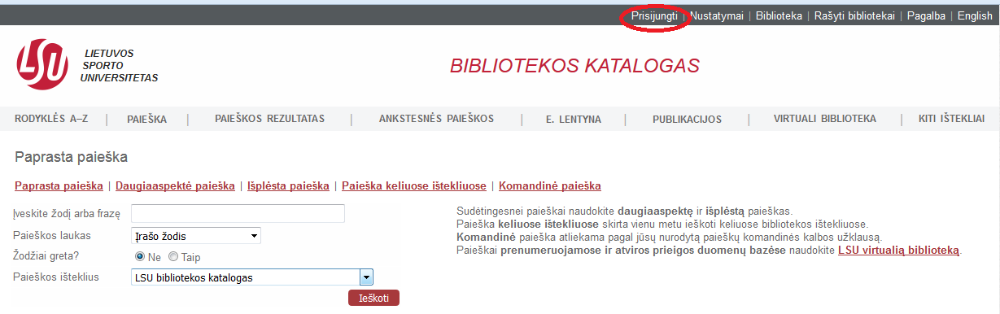 Prisijungti | Nustatymai | Biblioteka | Rašyti bibliotekai | Pagalba | English
LSU
LIETUVOS
SPORTO
UNIVERSITETAS
BIBLIOTEKOS KATALOGAS
RODYKLĖS A–Z | PAIEŠKA | PAIEŠKOS REZULTATAS | ANKSTESNĖS PAIEŠKOS | E. LENTYNA | PUBLIKACIJOS | VIRTUALI BIBLIOTEKA | KITI IŠTEKLIAI
Paprasta paieška
Paprasta paieška | Daugiaaspektė paieška | Išplėsta paieška | Paieška keliuose ištekliuose | Komandinė paieška
Įveskite žodį arba frazę
Paieškos laukas Įrašo žodis
Žodžiai greta? Ne Taip
Paieškos išteklius LSU bibliotekos katalogas
Ieškoti
Sudėtingesnei paieškai naudokite daugiaaspektę ir išplėstą paieškas.
Paieška keliuose ištekliuose skirta vienu metu ieškoti keliuose bibliotekos ištekliuose.
Komandinė paieška atliekama pagal jūsų nurodytą paieškų komandinės kalbos užklausą.
Paieškai prenumeruojamose ir atviros prieigos duomenų bazėse naudokite LSU virtualią biblioteką.